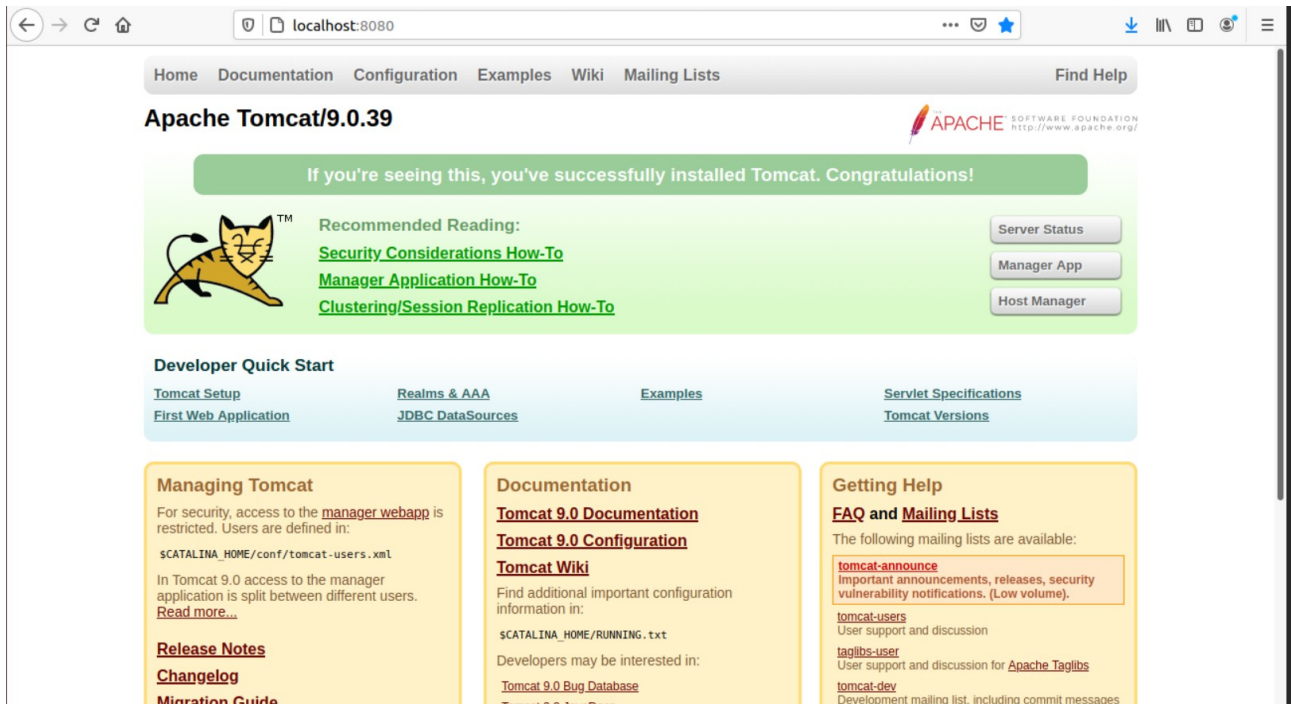 localhost:8080
Home Documentation Configuration Examples Wiki Mailing Lists Find Help
Apache Tomcat/9.0.39
THE
APACHE SOFTWARE FOUNDATION
http://www.apache.org/
If you're seeing this, you've successfully installed Tomcat. Congratulations!
TM
Recommended Reading:
Security Considerations How-To
Manager Application How-To
Clustering/Session Replication How-To
Server Status
Manager App
Host Manager
Developer Quick Start
Tomcat Setup
First Web Application
Realms & AAA
JDBC DataSources
Examples
Servlet Specifications
Tomcat Versions
Managing Tomcat
For security, access to the manager webapp is
restricted. Users are defined in:
$CATALINA_HOME/conf/tomcat-users.xml
In Tomcat 9.0 access to the manager
application is split between different users.
Read more...
Release Notes
Changelog
Migration Guide
Documentation
Tomcat 9.0 Documentation
Tomcat 9.0 Configuration
Tomcat Wiki
Find additional important configuration
information in:
$CATALINA_HOME/RUNNING.txt
Developers may be interested in:
Tomcat 9.0 Bug Database
Tomcat 9.0 JavaDocs
Getting Help
FAQ and Mailing Lists
The following mailing lists are available:
tomcat-announce
Important announcements, releases, security
vulnerability notifications. (Low volume).
tomcat-users
User support and discussion
taglibs-user
User support and discussion for Apache Taglibs
tomcat-dev
Development mailing list, including commit messages